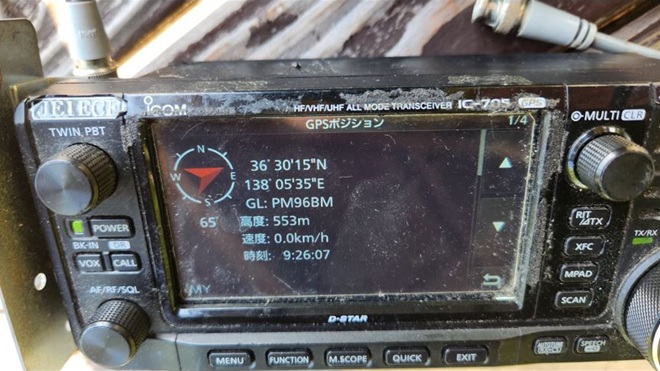 JE1EGF
ICOM
HF/VHF/UHF ALL MODE TRANSCEIVER IC-705 GPS
TWIN PBT
GPSポジション
1/4
MULTI CLR
N
W E
S
36°30'15"N
138°05'35"E
GL: PM96BM
65°
高度: 553m
速度: 0.0km/h
時刻: 9:26:07
MY
POWER
BK-IN
VOX
CALL
AF/RF/SQL
RIT/ΔTX
XFC
MPAD
SCAN
TX/RX
D-STAR
MENU
FUNCTION
M.SCOPE
QUICK
EXIT
SPEECH